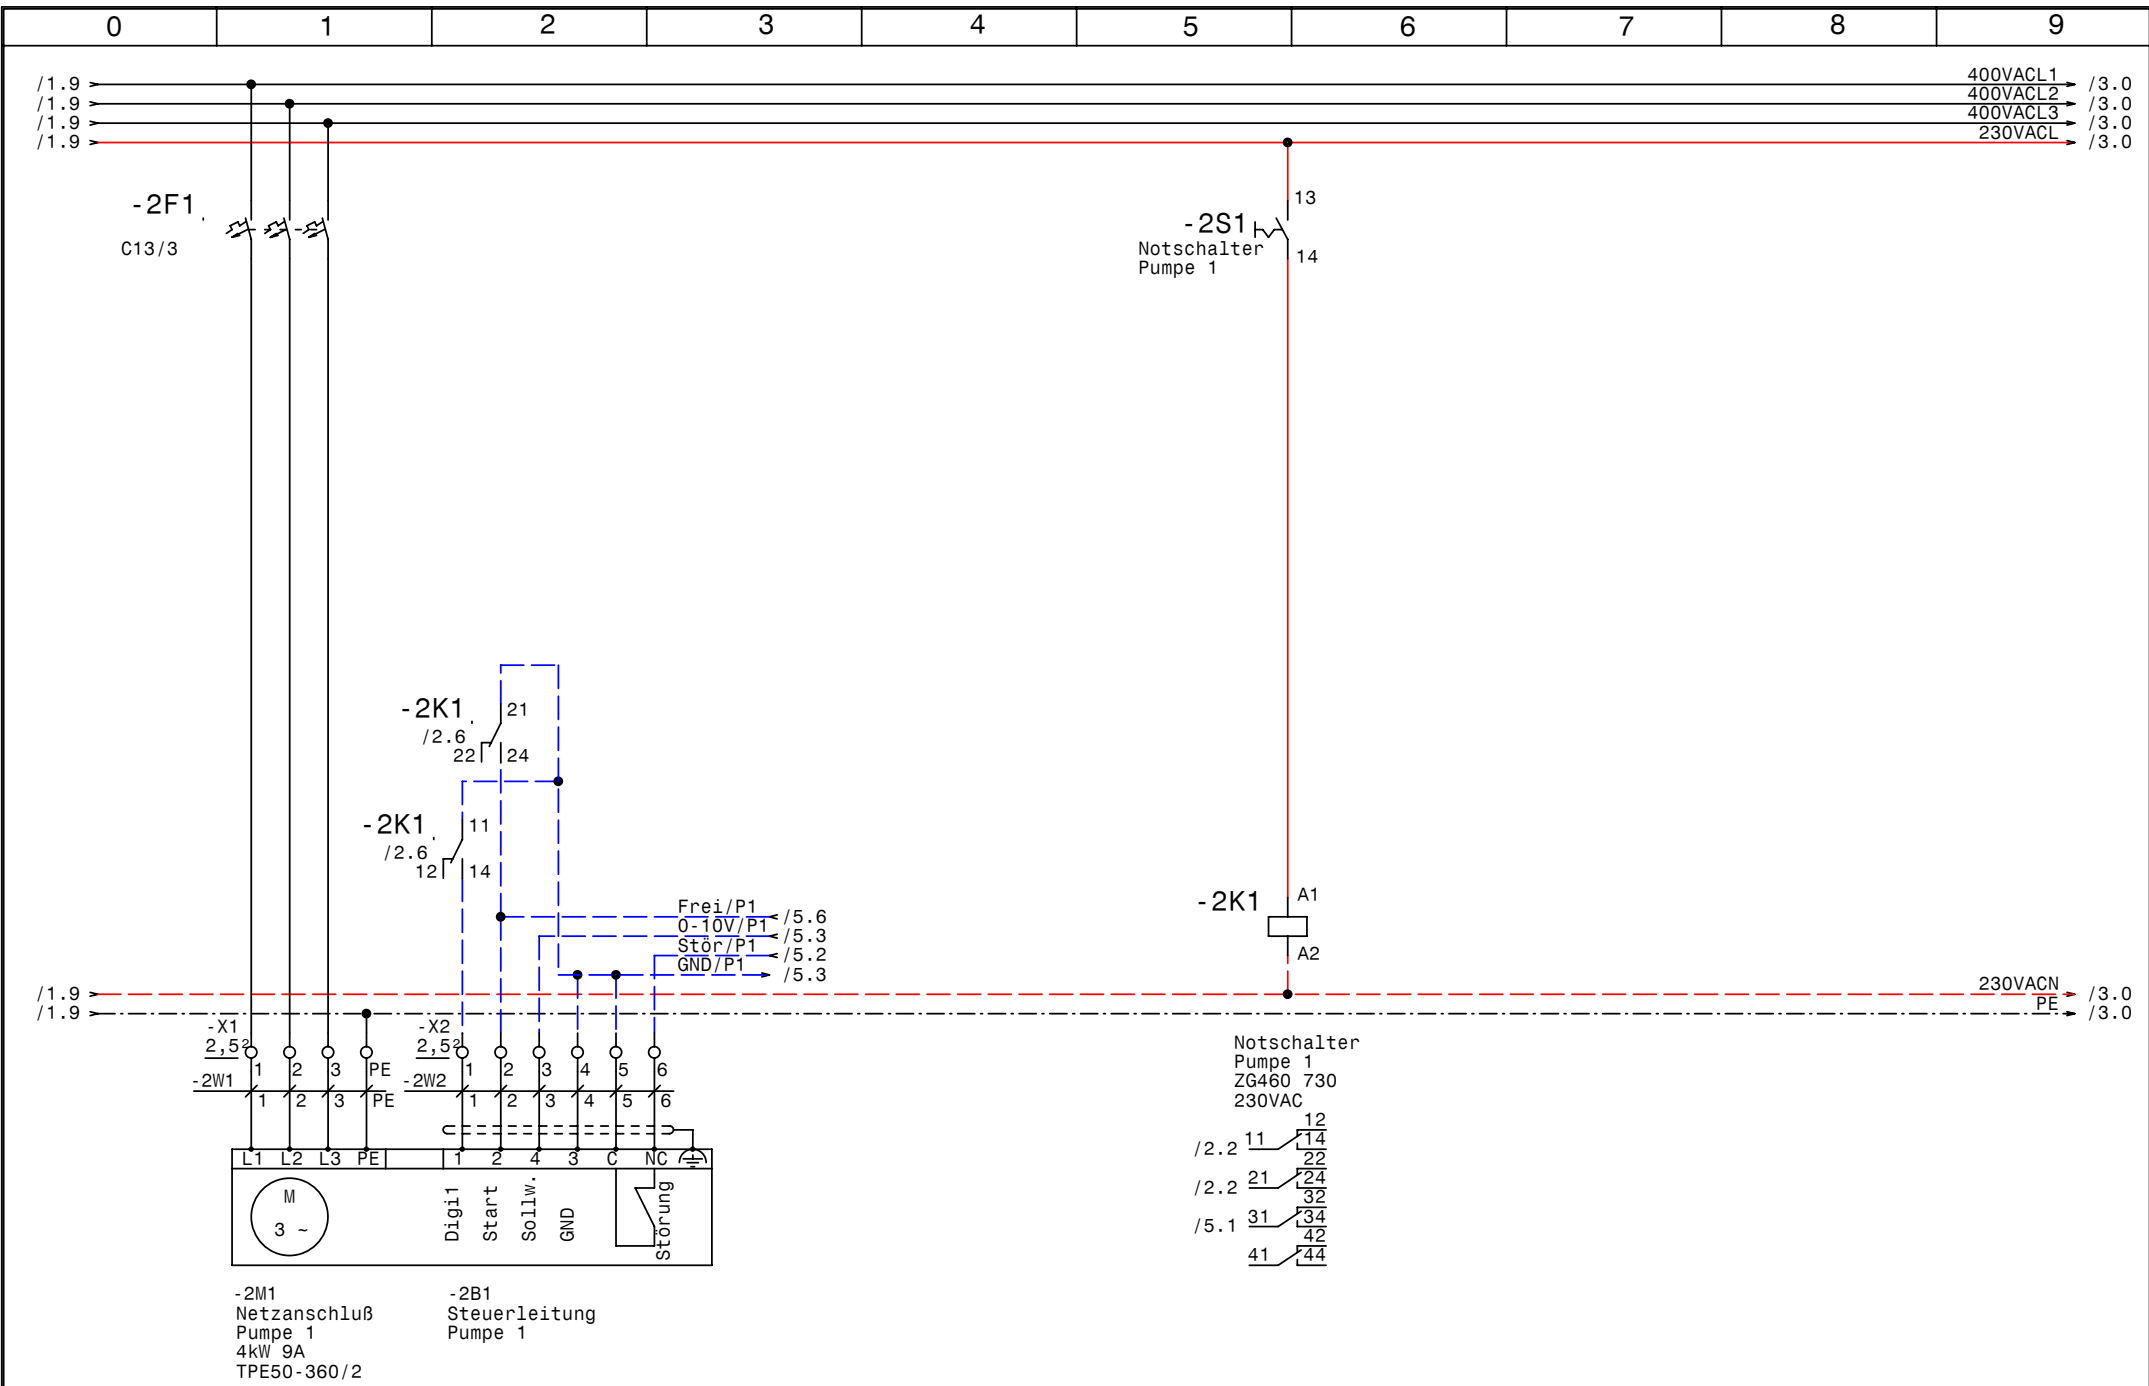 0 1 2 3 4 5 6 7 8 9
/1.9 400VACL1 /3.0
/1.9 400VACL2 /3.0
/1.9 400VACL3 /3.0
/1.9 230VACL /3.0
-2F1
C13/3
13
-2S1
Notschalter
Pumpe 1
14
-2K1
/2.6
21
22 24
-2K1
/2.6
11
12 14
Frei/P1 /5.6
0-10V/P1 /5.3
Stör/P1 /5.2
GND/P1 /5.3
-2K1
A1
A2
/1.9 230VACN /3.0
/1.9 PE /3.0
-X1
2,5²
1 2 3 PE
-X2
2,5²
1 2 3 4 5 6
-2W1
1 2 3 PE
-2W2
1 2 3 4 5 6
L1 L2 L3 PE 1 2 4 3 C NC
M
3 ~
Digi1
Start
Sollw.
GND
Störung
-2M1
Netzanschluß
Pumpe 1
4kW 9A
TPE50-360/2
-2B1
Steuerleitung
Pumpe 1
Notschalter
Pumpe 1
ZG460 730
230VAC
12
/2.2 11 14
22
/2.2 21 24
32
/5.1 31 34
42
41 44